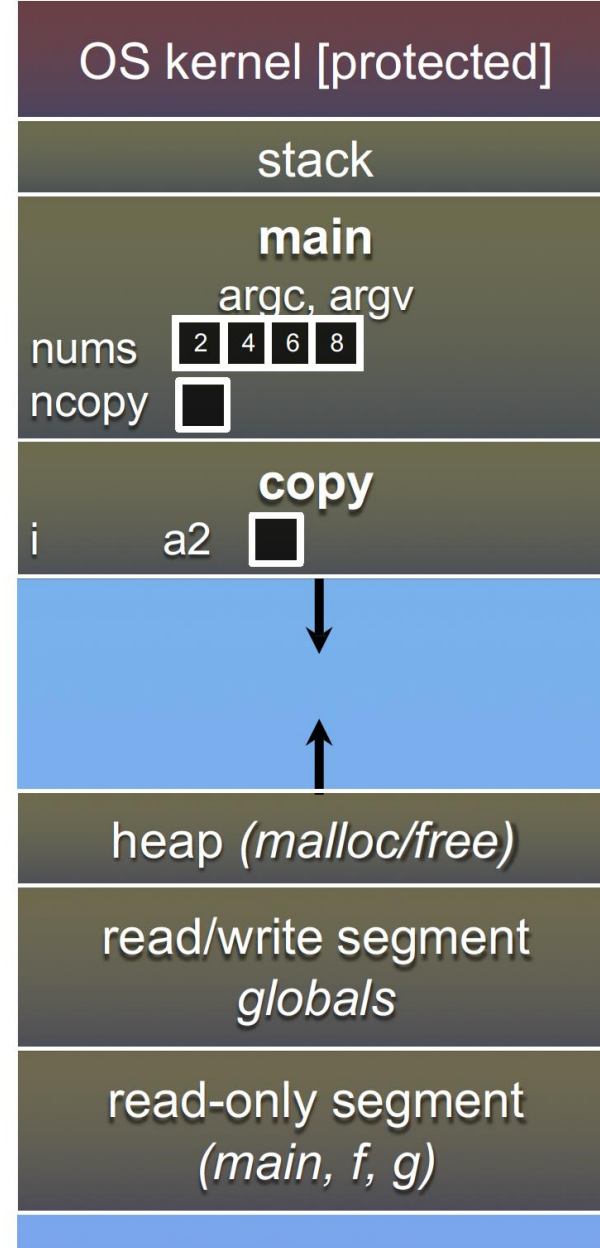 OS kernel [protected]
stack
main
argc, argv
nums 2 4 6 8
ncopy
copy
i a2
heap (malloc/free)
read/write segment
globals
read-only segment
(main, f, g)